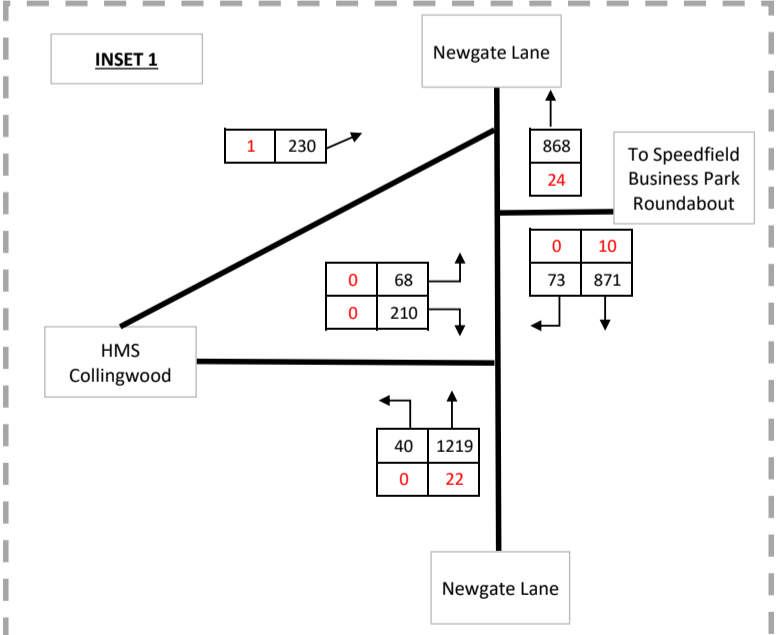 INSET 1
Newgate Lane
1 230
868
24
To Speedfield
Business Park
Roundabout
0 10
73 871
0 68
0 210
HMS
Collingwood
40 1219
0 22
Newgate Lane